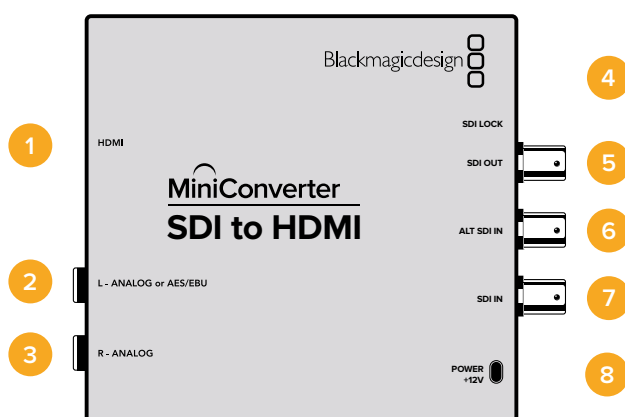 Blackmagicdesign
4
1
HDMI
SDI LOCK
SDI OUT
5
MiniConverter
SDI to HDMI
ALT SDI IN
6
2
L - ANALOG or AES/EBU
SDI IN
7
3
R - ANALOG
POWER
+12V
8